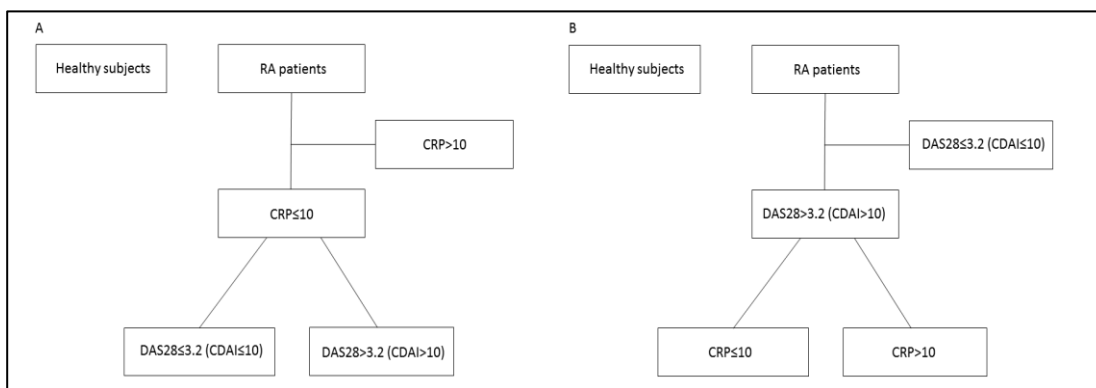 A
Healthy subjects
RA patients
CRP>10
CRP≤10
DAS28≤3.2 (CDAI≤10)
DAS28>3.2 (CDAI>10)
B
Healthy subjects
RA patients
DAS28≤3.2 (CDAI≤10)
DAS28>3.2 (CDAI>10)
CRP≤10
CRP>10